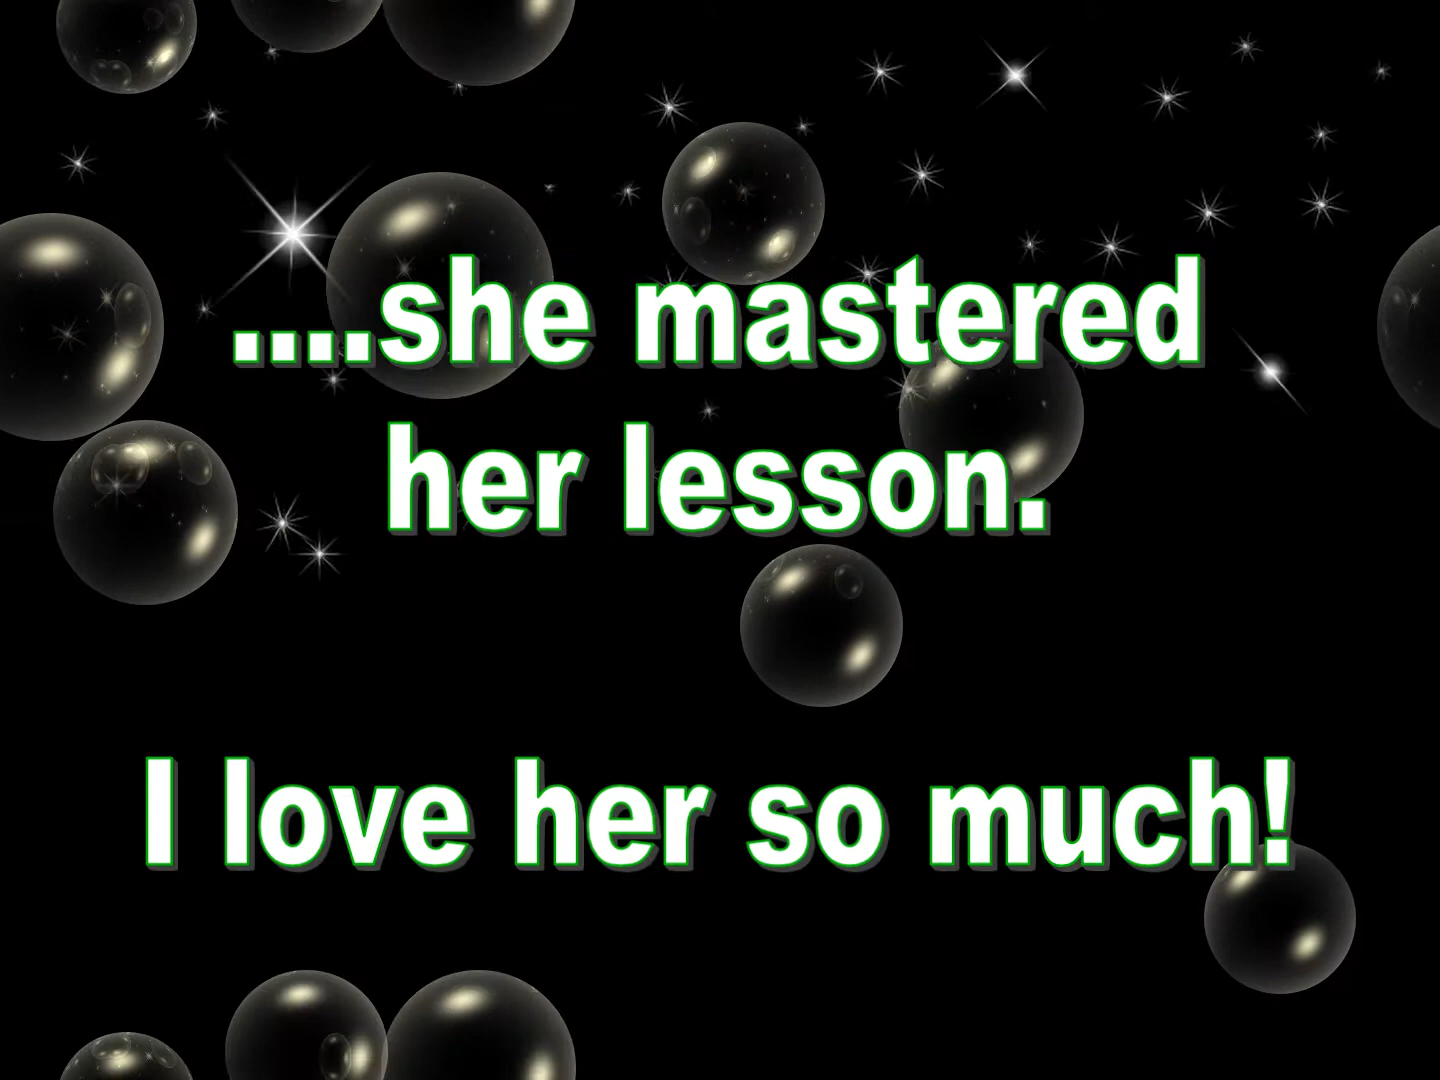 ....she mastered
her lesson.
I love her so much!